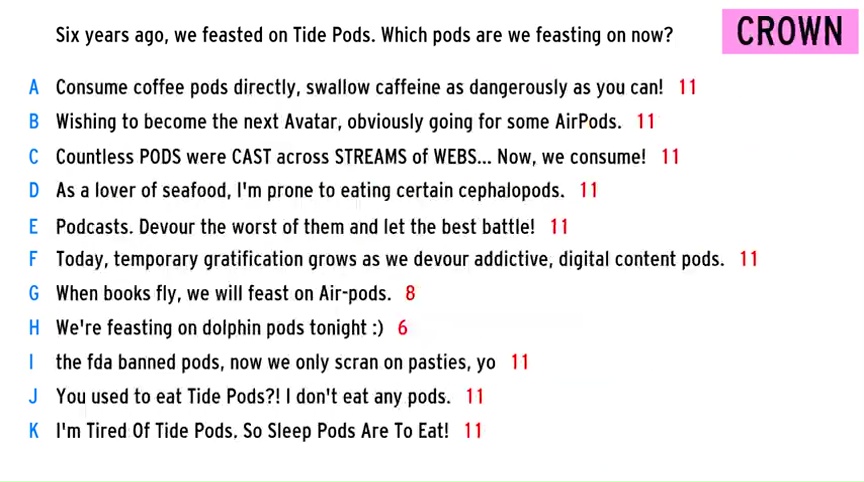 Six years ago, we feasted on Tide Pods. Which pods are we feasting on now?
CROWN
A Consume coffee pods directly, swallow caffeine as dangerously as you can! 11
B Wishing to become the next Avatar, obviously going for some AirPods. 11
C Countless PODS were CAST across STREAMS of WEBS... Now, we consume! 11
D As a lover of seafood, I'm prone to eating certain cephalopods. 11
E Podcasts. Devour the worst of them and let the best battle! 11
F Today, temporary gratification grows as we devour addictive, digital content pods. 11
G When books fly, we will feast on Air-pods. 8
H We're feasting on dolphin pods tonight :) 6
I the fda banned pods, now we only scran on pasties, yo 11
J You used to eat Tide Pods?! I don't eat any pods. 11
K I'm Tired Of Tide Pods. So Sleep Pods Are To Eat! 11